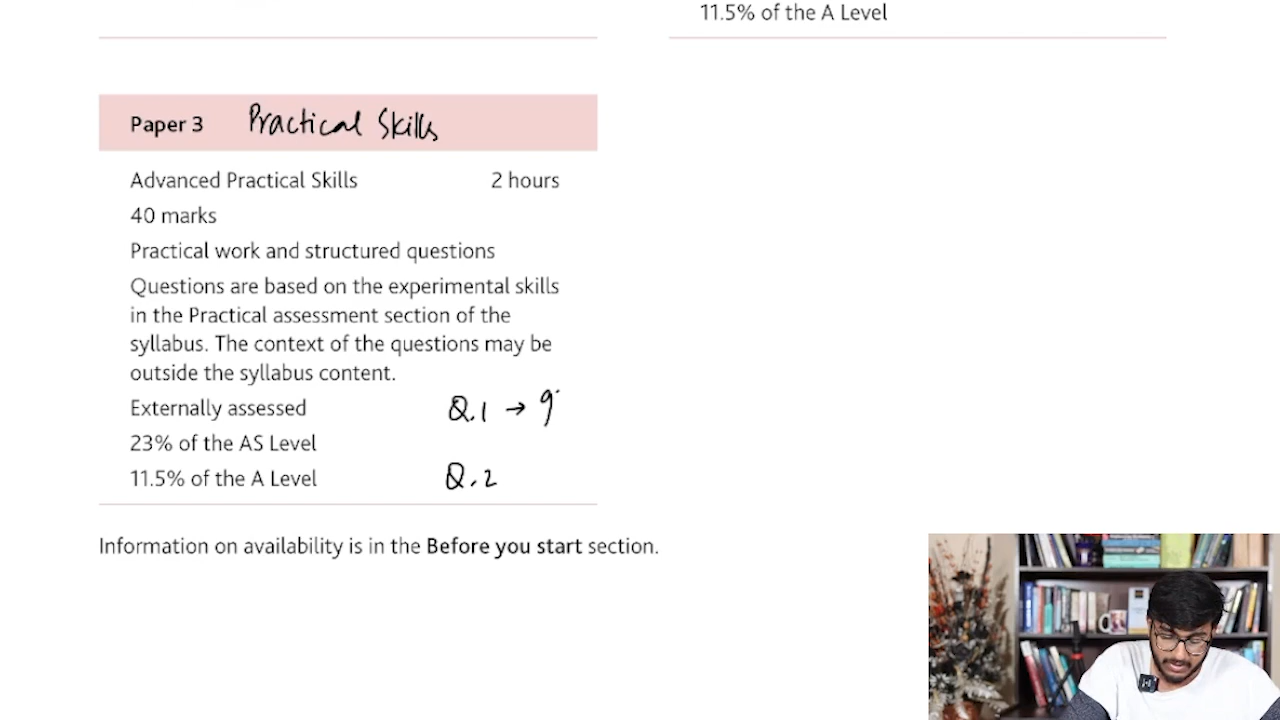 11.5% of the A Level
Paper 3 Practical Skills
Advanced Practical Skills 2 hours
40 marks
Practical work and structured questions
Questions are based on the experimental skills
in the Practical assessment section of the
syllabus. The context of the questions may be
outside the syllabus content.
Externally assessed Q.1 →
23% of the AS Level
11.5% of the A Level Q.2
Information on availability is in the Before you start section.